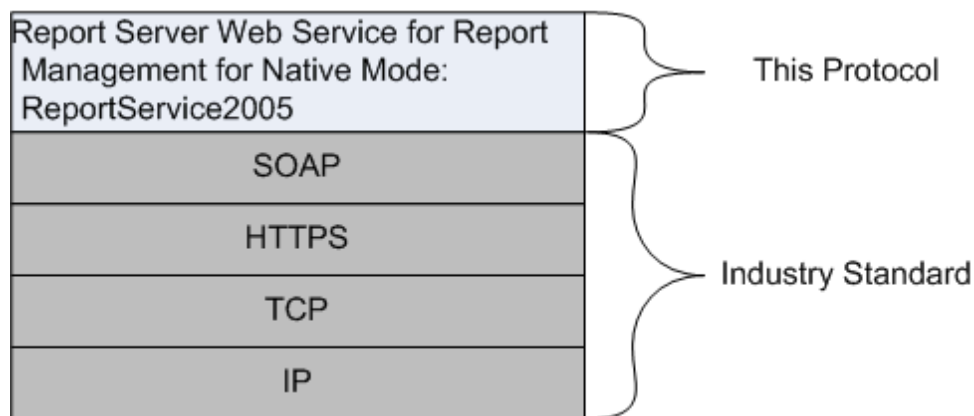 Report Server Web Service for Report
Management for Native Mode:
ReportService2005
This Protocol
SOAP
HTTPS
TCP
IP
Industry Standard